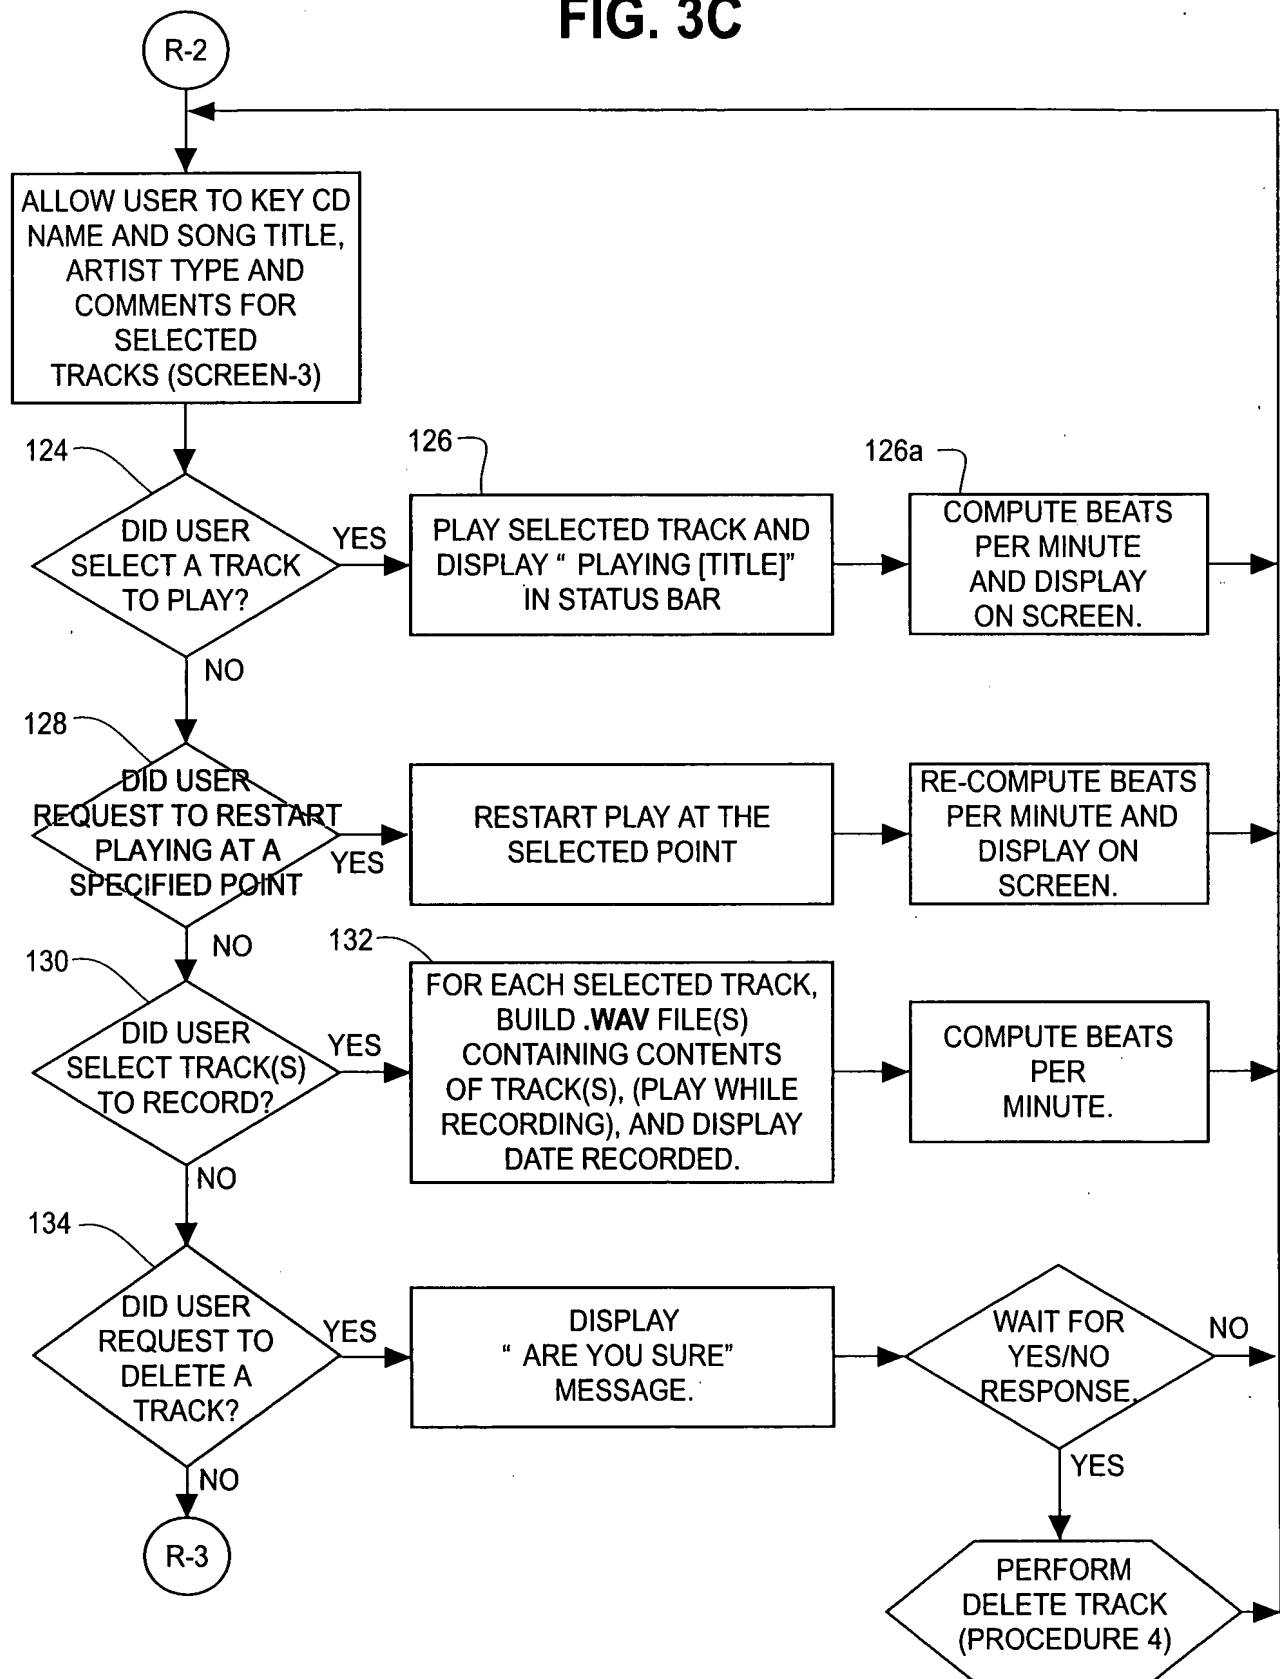 FIG. 3C
R-2
ALLOW USER TO KEY CD
NAME AND SONG TITLE,
ARTIST TYPE AND
COMMENTS FOR
SELECTED
TRACKS (SCREEN-3)
124
DID USER
SELECT A TRACK
TO PLAY?
YES
NO
126
PLAY SELECTED TRACK AND
DISPLAY “ PLAYING [TITLE]”
IN STATUS BAR
126a
COMPUTE BEATS
PER MINUTE
AND DISPLAY
ON SCREEN.
128
DID USER
REQUEST TO RESTART
PLAYING AT A
SPECIFIED POINT
YES
NO
RESTART PLAY AT THE
SELECTED POINT
RE-COMPUTE BEATS
PER MINUTE AND
DISPLAY ON
SCREEN.
130
DID USER
SELECT TRACK(S)
TO RECORD?
YES
NO
132
FOR EACH SELECTED TRACK,
BUILD .WAV FILE(S)
CONTAINING CONTENTS
OF TRACK(S), (PLAY WHILE
RECORDING), AND DISPLAY
DATE RECORDED.
COMPUTE BEATS
PER
MINUTE.
134
DID USER
REQUEST TO
DELETE A
TRACK?
YES
NO
DISPLAY
“ ARE YOU SURE”
MESSAGE.
WAIT FOR
YES/NO
RESPONSE.
NO
YES
R-3
PERFORM
DELETE TRACK
(PROCEDURE 4)